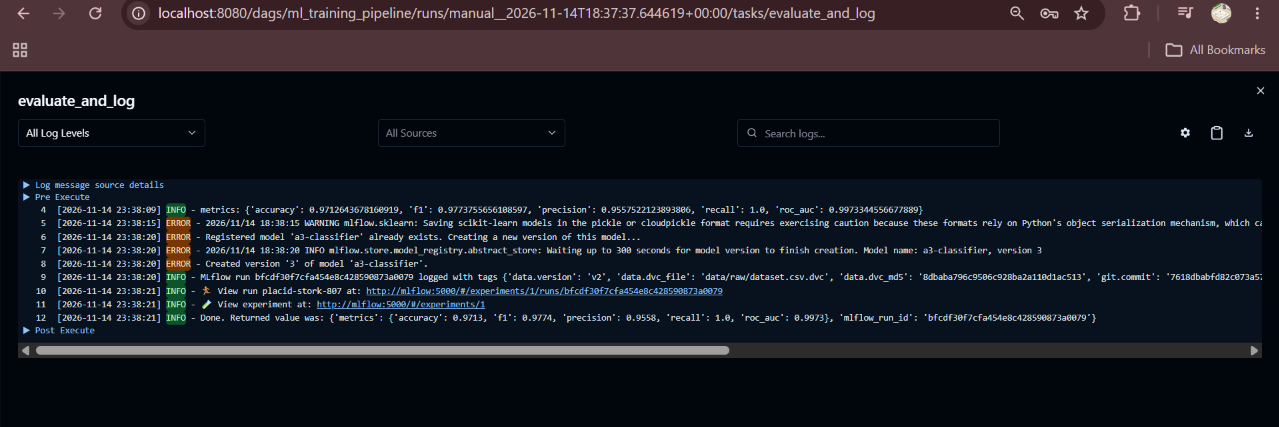 localhost:8080/dags/ml_training_pipeline/runs/manual__2026-11-14T18:37:37.644619+00:00/tasks/evaluate_and_log
All Bookmarks
evaluate_and_log
All Log Levels
All Sources
Search logs...
Log message source details
Pre Execute
4 [2026-11-14 23:38:09] INFO - metrics: {'accuracy': 0.9712643678160919, 'f1': 0.9773755656108597, 'precision': 0.9557522123893806, 'recall': 1.0, 'roc_auc': 0.9973344556677889}
5 [2026-11-14 23:38:15] ERROR - 2026/11/14 18:38:15 WARNING mlflow.sklearn: Saving scikit-learn models in the pickle or cloudpickle format requires exercising caution because these formats rely on Python's object serialization mechanism, which ca
6 [2026-11-14 23:38:20] ERROR - Registered model 'a3-classifier' already exists. Creating a new version of this model...
7 [2026-11-14 23:38:20] ERROR - 2026/11/14 18:38:20 INFO mlflow.store.model_registry.abstract_store: Waiting up to 300 seconds for model version to finish creation. Model name: a3-classifier, version 3
8 [2026-11-14 23:38:20] ERROR - Created version '3' of model 'a3-classifier'.
9 [2026-11-14 23:38:20] INFO - MLflow run bfcdf30f7cfa454e8c428590873a0079 logged with tags {'data.version': 'v2', 'data.dvc_file': 'data/raw/dataset.csv.dvc', 'data.dvc_md5': '8dbaba796c9506c928ba2a110d1ac513', 'git.commit': '7618dbabfd82c073a57
10 [2026-11-14 23:38:21] INFO - 🏃 View run placid-stork-807 at: http://mlflow:5000/#/experiments/1/runs/bfcdf30f7cfa454e8c428590873a0079
11 [2026-11-14 23:38:21] INFO - 🧪 View experiment at: http://mlflow:5000/#/experiments/1
12 [2026-11-14 23:38:21] INFO - Done. Returned value was: {'metrics': {'accuracy': 0.9713, 'f1': 0.9774, 'precision': 0.9558, 'recall': 1.0, 'roc_auc': 0.9973}, 'mlflow_run_id': 'bfcdf30f7cfa454e8c428590873a0079'}
Post Execute